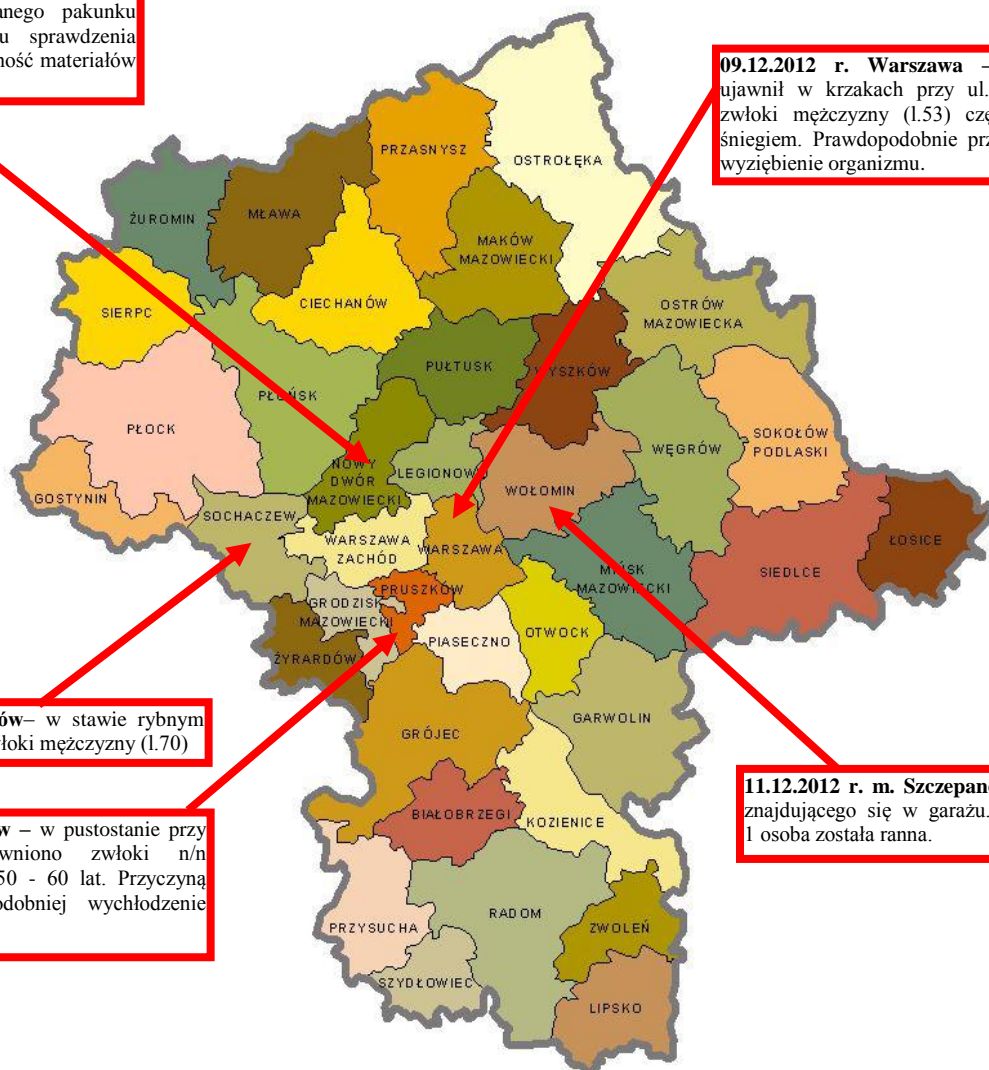 anego pakunku
u sprawdzenia
ność materiałów
09.12.2012 r. Warszawa –
ujawnił w krzakach przy ul.
zwłoki mężczyzny (l.53) czę
śniegiem. Prawdopodobnie prz
wyziębienie organizmu.
PRZASNYSZ
OSTROŁĘKA
ŻUROMIN
MŁAWA
MAKÓW
MAZOWIECKI
CIECHANÓW
SIERPC
OSTRÓW
MAZOWIECKA
PUŁTUSK
WYSZKÓW
PŁOŃSK
PŁOCK
WĘGRÓW
SOKOŁÓW
PODLASKI
NOWY
DWÓR
MAZOWIECKI
LEGIONOWO
WOŁOMIN
GOSTYNIN
SOCHACZEW
WARSZAWA
ZACHÓD
WARSZAWA
MIŃSK
MAZOWIECKI
SIEDLCE
ŁOSICE
PRUSZKÓW
GRODZISK
MAZOWIECKI
PIASECZNO
OTWOCK
ŻYRARDÓW
GARWOLIN
GRÓJEC
ów– w stawie rybnym
włoki mężczyzny (l.70)
11.12.2012 r. m. Szczepano
znajdującego się w garażu.
1 osoba została ranna.
BIAŁOBRZEGI
KOZIENICE
w – w pustostanie przy
wniono zwłoki n/n
50 - 60 lat. Przyczyną
odobniej wychłodzenie
RADOM
PRZYSUCHA
ZWOLEŃ
SZYDŁOWIEC
LIPSKO